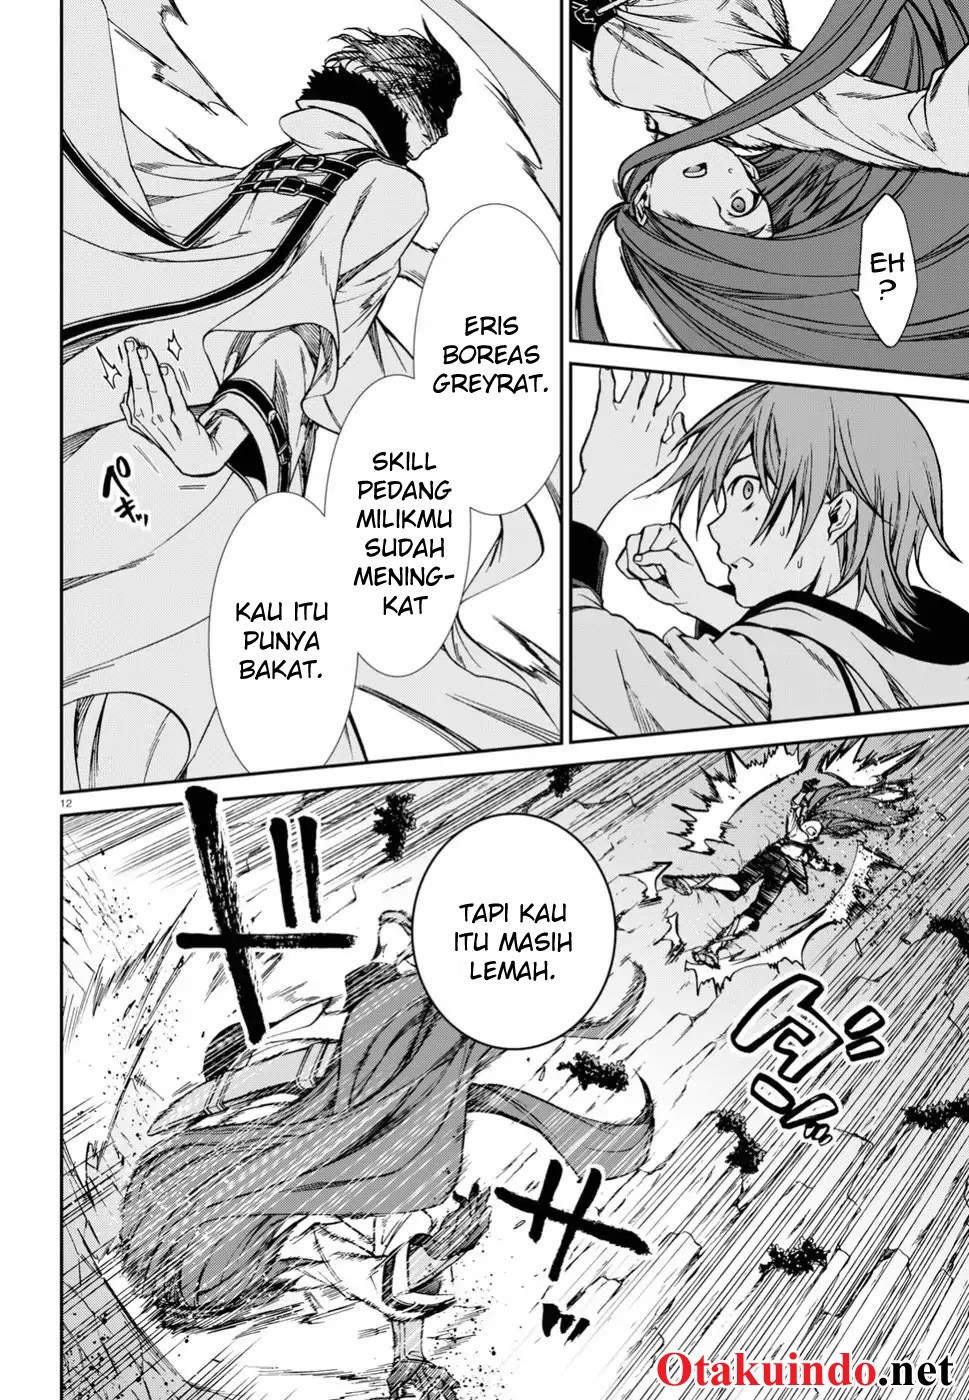 EH
?
ERIS
BOREAS
GREYRAT.
SKILL
PEDANG
MILIKMU
SUDAH
MENING-
KAT
KAU ITU
PUNYA
BAKAT.
12
TAPI KAU
ITU MASIH
LEMAH.
Otakuindo.net